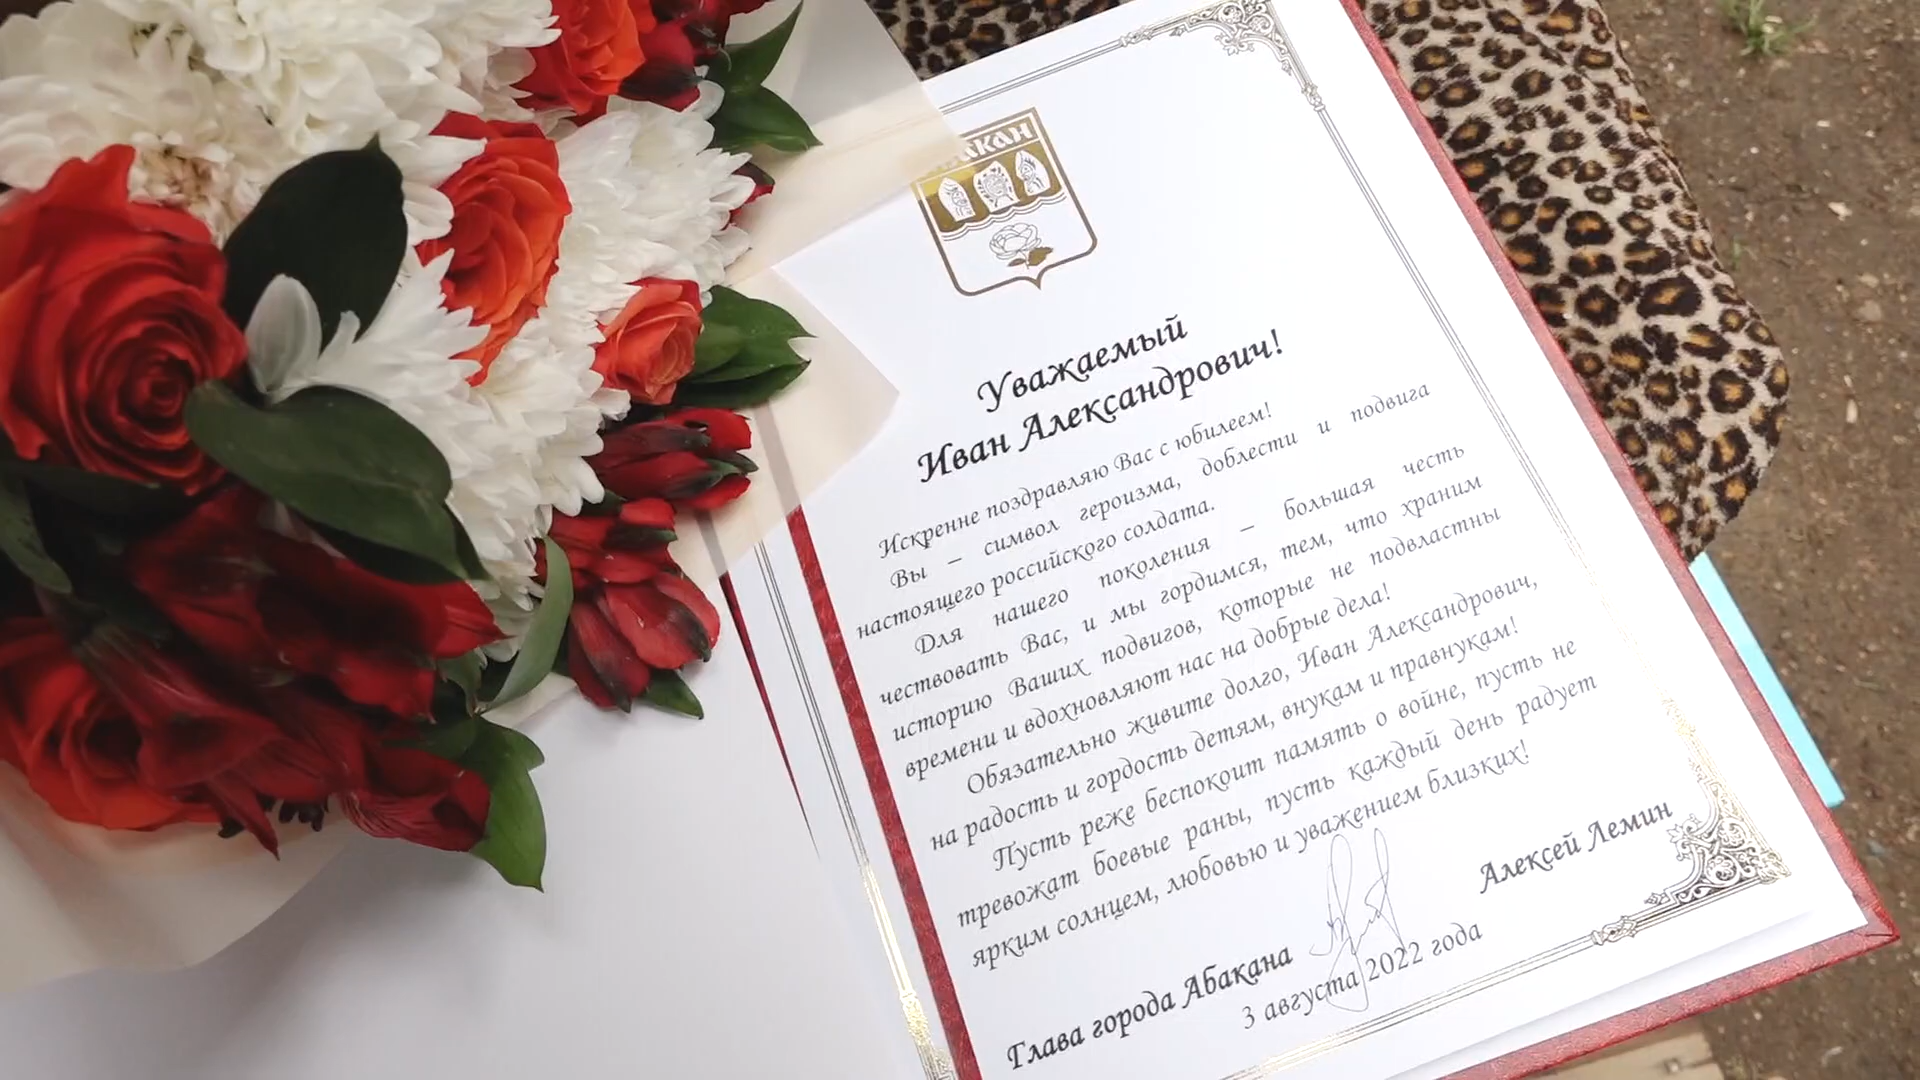 АКАН
Уважаемый
Иван Александрович!
Искренне поздравляю Вас с юбилеем!
Вы – символ героизма, доблести и подвига
настоящего российского солдата.
Для нашего поколения – большая честь
чествовать Вас, и мы гордимся, тем, что храним
историю Ваших подвигов, которые не подвластны
времени и вдохновляют нас на добрые дела!
Обязательно живите долго, Иван Александрович,
на радость и гордость детям, внукам и правнукам!
Пусть реже беспокоит память о войне, пусть не
тревожат боевые раны, пусть каждый день радует
ярким солнцем, любовью и уважением близких!
Глава города Абакана Алексей Лемин
3 августа 2022 года